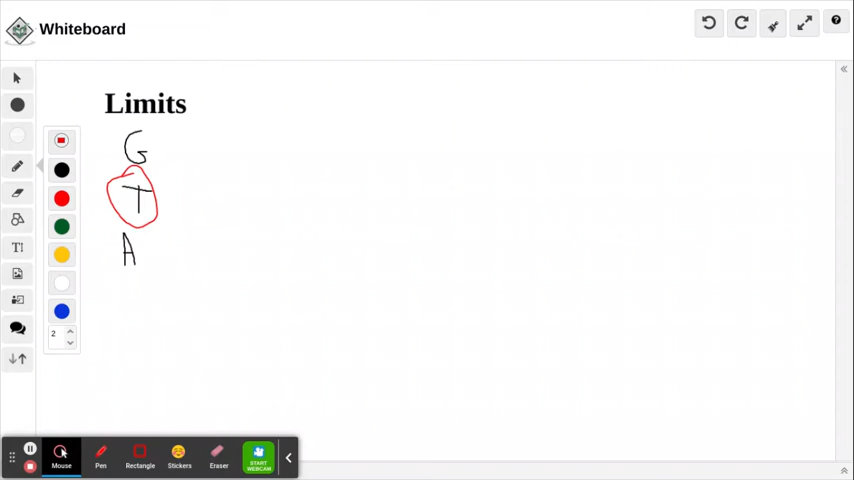 Whiteboard
?
Limits
G
T
A
T!
2
Mouse
Pen
Rectangle
Stickers
Eraser
START
WEBCAM